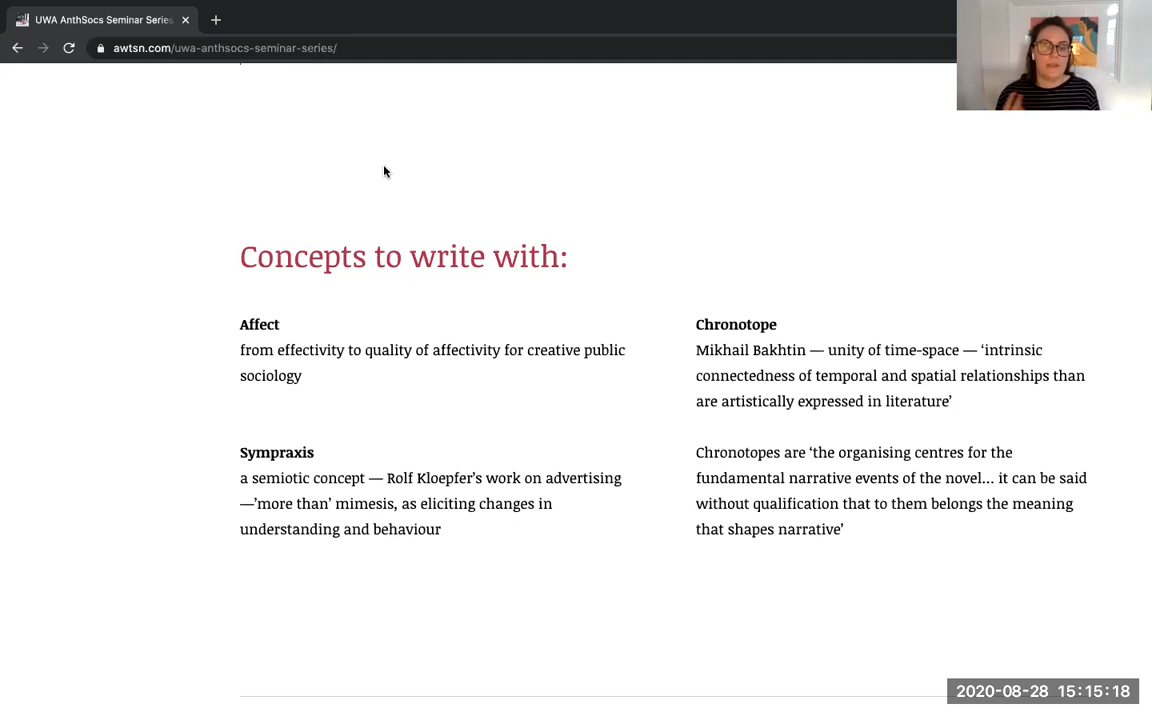 UWA AnthSocs Seminar Series
awtsn.com/uwa-anthsocs-seminar-series/
Concepts to write with:
Affect
from effectivity to quality of affectivity for creative public
sociology
Sympraxis
a semiotic concept — Rolf Kloepfer’s work on advertising
—’more than’ mimesis, as eliciting changes in
understanding and behaviour
Chronotope
Mikhail Bakhtin — unity of time-space — ‘intrinsic
connectedness of temporal and spatial relationships than
are artistically expressed in literature’
Chronotopes are ‘the organising centres for the
fundamental narrative events of the novel... it can be said
without qualification that to them belongs the meaning
that shapes narrative’
2020-08-28 15:15:18